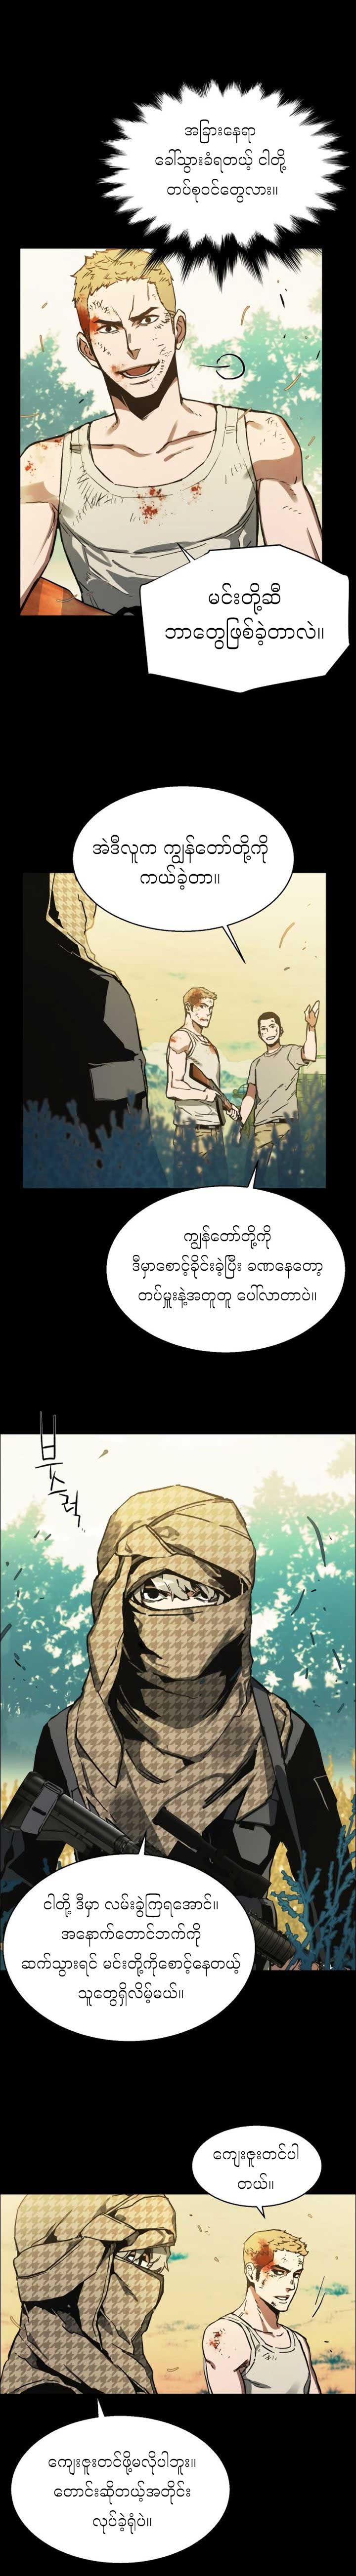 အခြားနေရာ
ခေါ်သွားခံရတယ့် ငါတို့
တပ်စုဝင်တွေလား။
မင်းတို့ဆီ
ဘာတွေဖြစ်ခဲ့တာလဲ။
အဲဒီလူက ကျွန်တော်တို့ကို
ကယ်ခဲ့တာ။
ကျွန်တော်တို့ကို
ဒီမှာစောင့်ခိုင်းခဲ့ပြီး ခဏနေတော့
တပ်မှူးနဲ့အတူတူ ပေါ်လာတာပဲ။
부스럭
ငါတို့ ဒီမှာ လမ်းခွဲကြရအောင်။
အနောက်တောင်ဘက်ကို
ဆက်သွားရင် မင်းတို့ကိုစောင့်နေတယ့်
သူတွေရှိလိမ့်မယ်။
ကျေးဇူးတင်ပါ
တယ်။
ကျေးဇူးတင်ဖို့မလိုပါဘူး။
တောင်းဆိုတယ့်အတိုင်း
လုပ်ခဲ့ရုံပဲ။